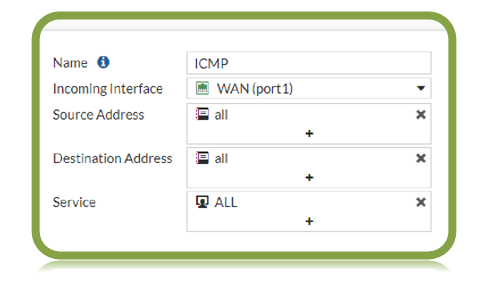 Name ICMP
Incoming Interface WAN (port1)
Source Address all
+
Destination Address all
+
Service ALL
+